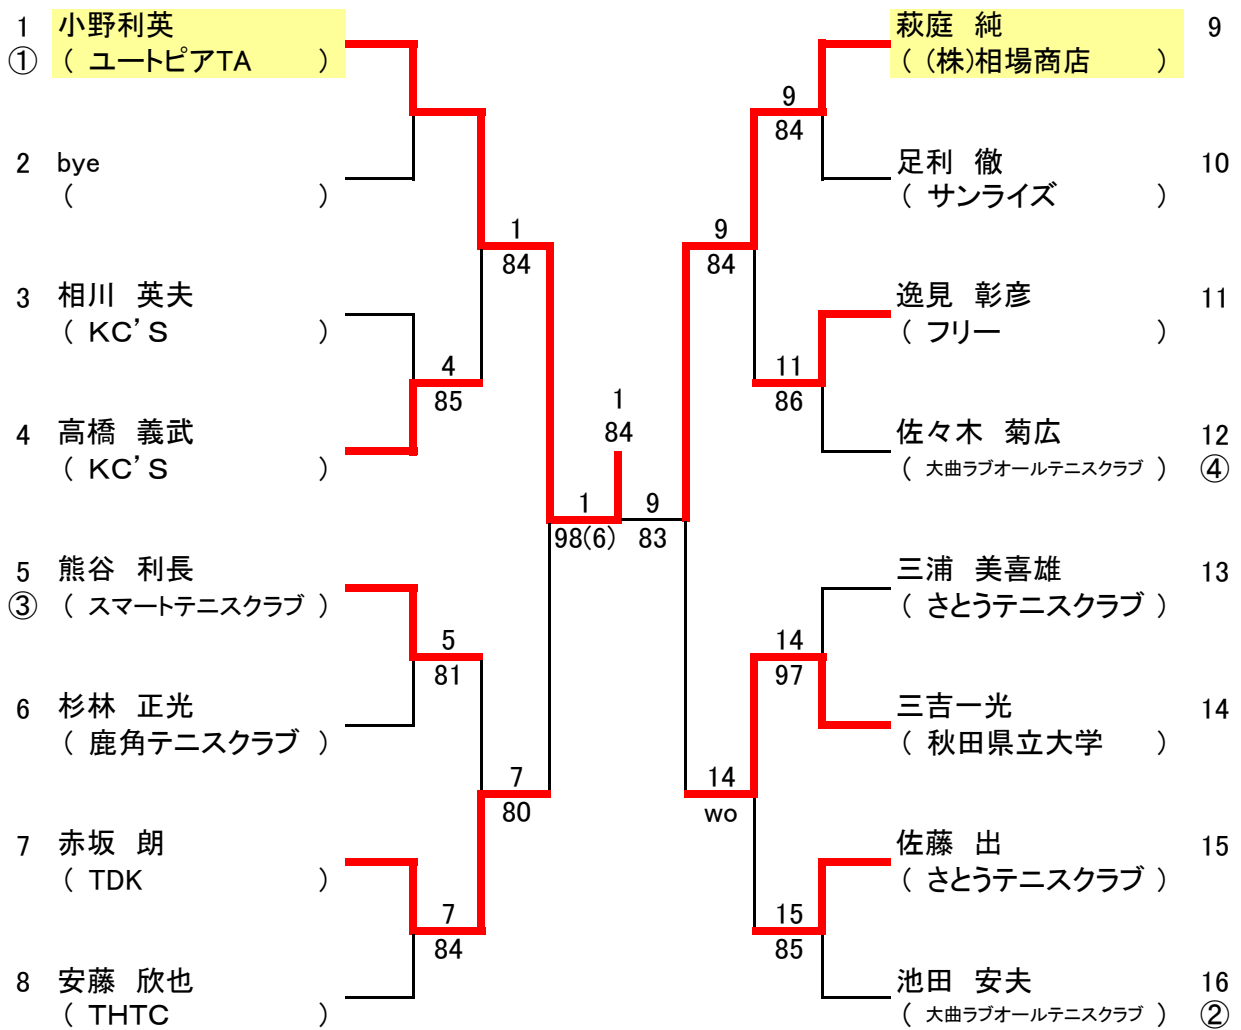 1 小野利英
① ( ユートピアTA )
2 bye
( )
3 相川 英夫
( KC'S )
4 高橋 義武
( KC'S )
5 熊谷 利長
③ ( スマートテニスクラブ )
6 杉林 正光
( 鹿角テニスクラブ )
7 赤坂 朗
( TDK )
8 安藤 欣也
( THTC )
1
84
4
85
5
81
7
80
7
84
1
98(6)
1
84
9
83
9
84
9
84
11
86
14
97
14
wo
15
85
萩庭 純 9
( (株)相場商店 )
足利 徹 10
( サンライズ )
逸見 彰彦 11
( フリー )
佐々木 菊広 12
( 大曲ラブオールテニスクラブ ) ④
三浦 美喜雄 13
( さとうテニスクラブ )
三吉一光 14
( 秋田県立大学 )
佐藤 出 15
( さとうテニスクラブ )
池田 安夫 16
( 大曲ラブオールテニスクラブ ) ②